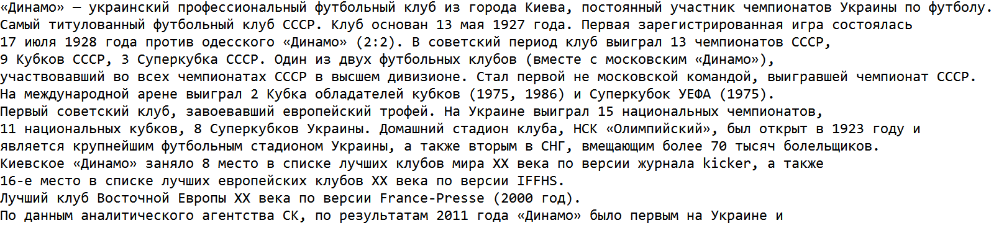 «Динамо» — украинский профессиональный футбольный клуб из города Киева, постоянный участник чемпионатов Украины по футболу.
Самый титулованный футбольный клуб СССР. Клуб основан 13 мая 1927 года. Первая зарегистрированная игра состоялась
17 июля 1928 года против одесского «Динамо» (2:2). В советский период клуб выиграл 13 чемпионатов СССР,
9 Кубков СССР, 3 Суперкубка СССР. Один из двух футбольных клубов (вместе с московским «Динамо»),
участвовавший во всех чемпионатах СССР в высшем дивизионе. Стал первой не московской командой, выигравшей чемпионат СССР.
На международной арене выиграл 2 Кубка обладателей кубков (1975, 1986) и Суперкубок УЕФА (1975).
Первый советский клуб, завоевавший европейский трофей. На Украине выиграл 15 национальных чемпионатов,
11 национальных кубков, 8 Суперкубков Украины. Домашний стадион клуба, НСК «Олимпийский», был открыт в 1923 году и
является крупнейшим футбольным стадионом Украины, а также вторым в СНГ, вмещающим более 70 тысяч болельщиков.
Киевское «Динамо» заняло 8 место в списке лучших клубов мира XX века по версии журнала kicker, а также
16-е место в списке лучших европейских клубов XX века по версии IFFHS.
Лучший клуб Восточной Европы XX века по версии France-Presse (2000 год).
По данным аналитического агентства СК, по результатам 2011 года «Динамо» было первым на Украине и